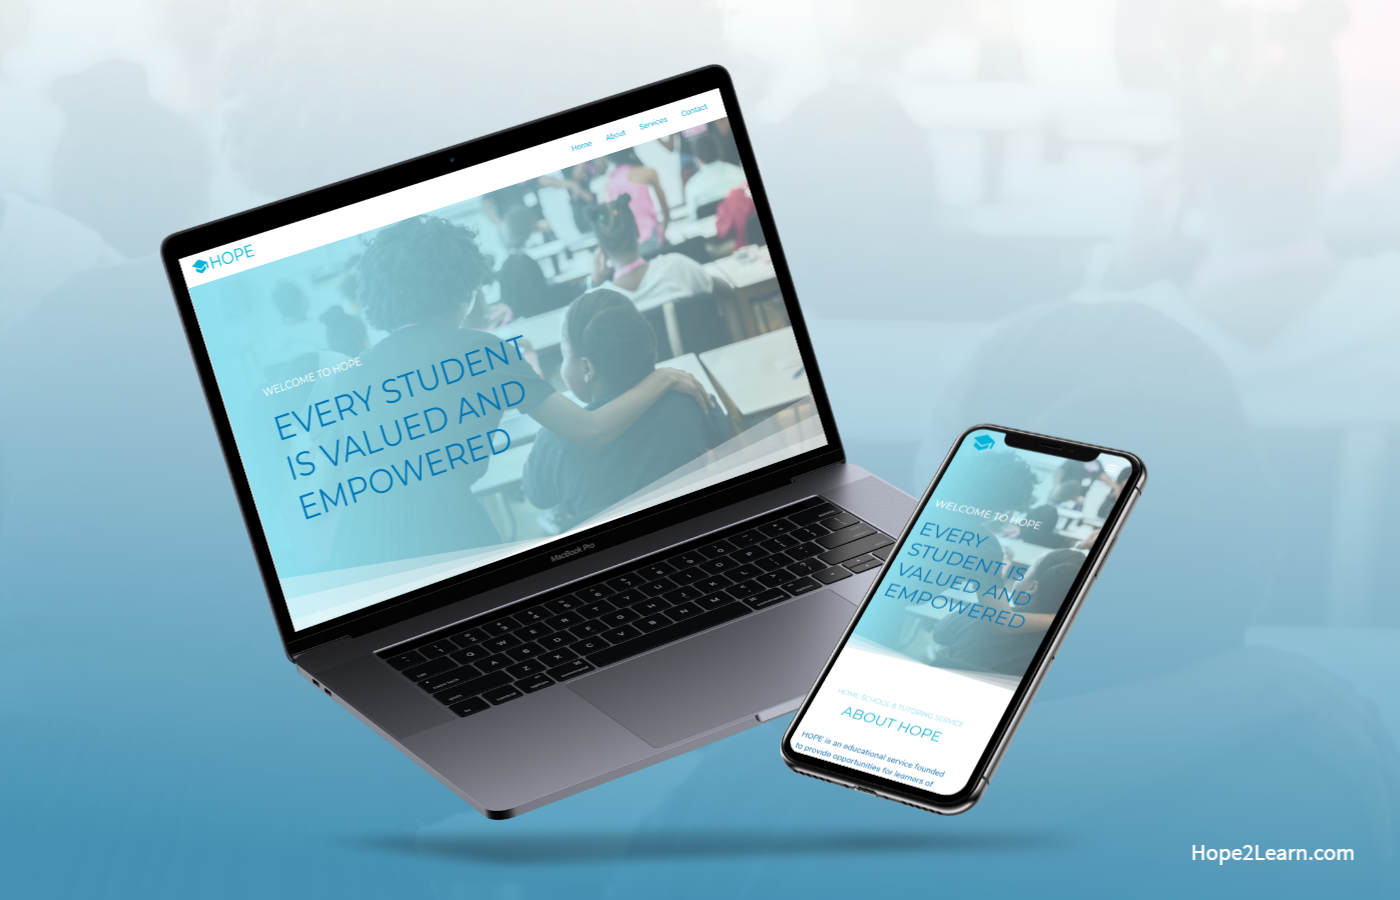 Home About Services Contact
HOPE
WELCOME TO HOPE
EVERY STUDENT
IS VALUED AND
EMPOWERED
MacBook Pro
WELCOME TO HOPE
EVERY
STUDENT IS
VALUED AND
EMPOWERED
HOME SCHOOL & TUTORING SERVICE
ABOUT HOPE
HOPE is an educational service founded
to provide opportunities for learners of
Hope2Learn.com